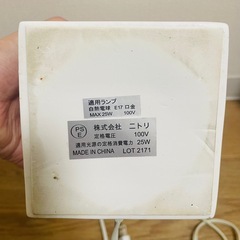 適用ランプ
白熱電球 E17 口金
MAX.25W 100V
PS
E
株式会社 ニトリ
定格電圧 100V
適用光源の定格消費電力 25W
MADE IN CHINA LOT 2171